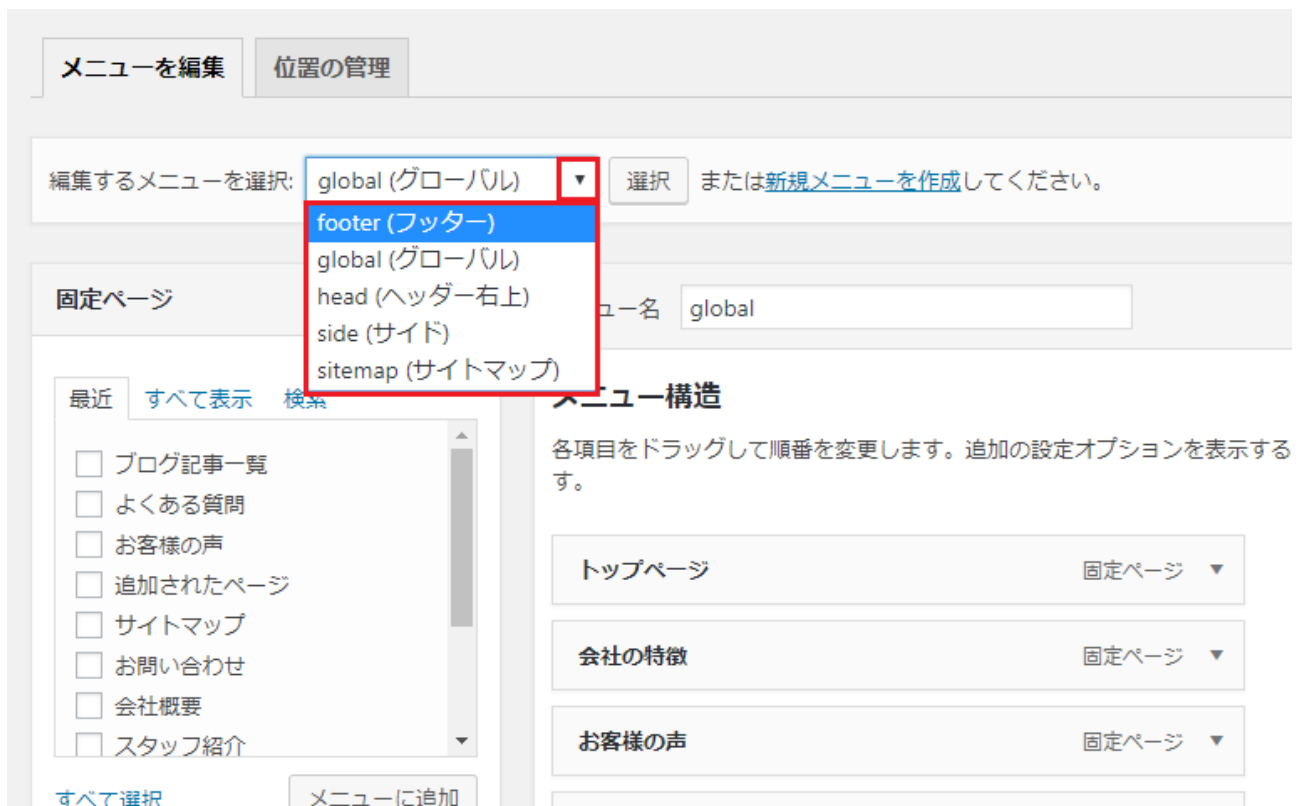 メニューを編集 位置の管理
編集するメニューを選択: global (グローバル) ▼ 選択 または新規メニューを作成してください。
footer (フッター)
global (グローバル)
head (ヘッダー右上)
side (サイド)
sitemap (サイトマップ)
固定ページ
ュー名 global
最近 すべて表示 検索
ブログ記事一覧
よくある質問
お客様の声
追加されたページ
サイトマップ
お問い合わせ
会社概要
スタッフ紹介
すべて選択 メニューに追加
メニュー構造
各項目をドラッグして順番を変更します。追加の設定オプションを表示する
す。
トップページ 固定ページ ▼
会社の特徴 固定ページ ▼
お客様の声 固定ページ ▼